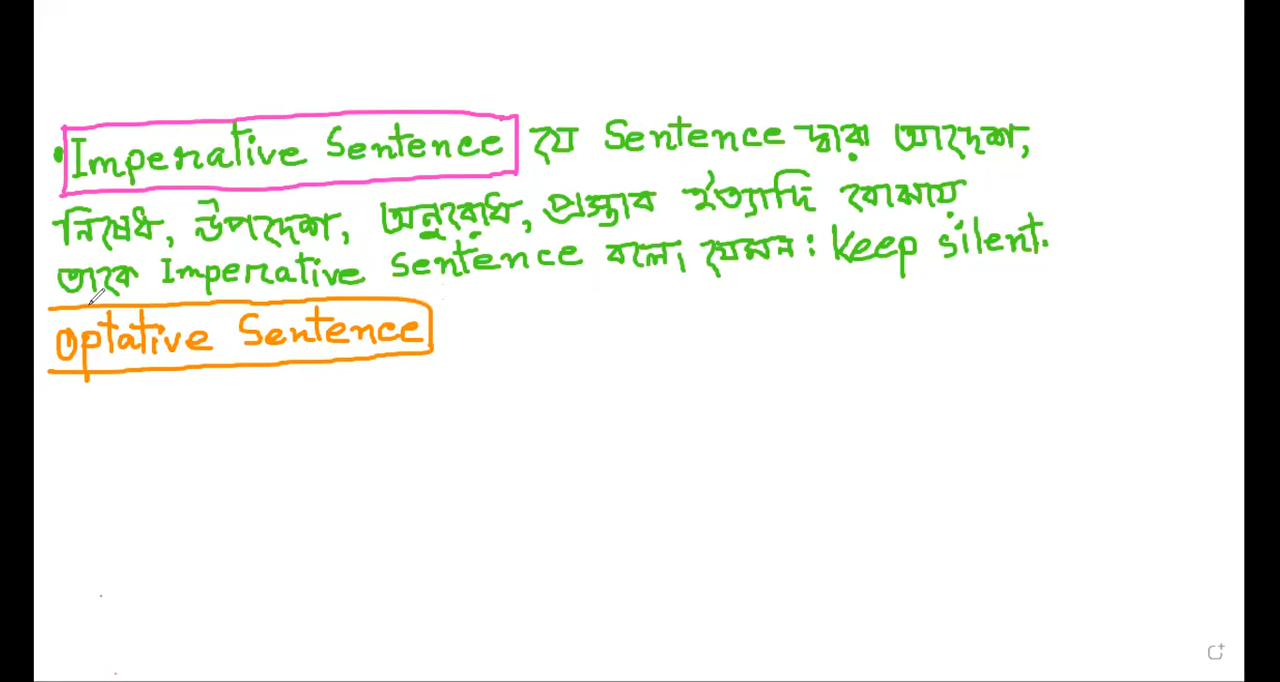 • Imperative Sentence যে Sentence দ্বারা আদেশ,
নিষেধ, উপদেশ, অনুরোধ, প্রস্তাব ইত্যাদি বোঝায়
তাকে Imperative Sentence বলে। যেমন: Keep silent.
Optative Sentence